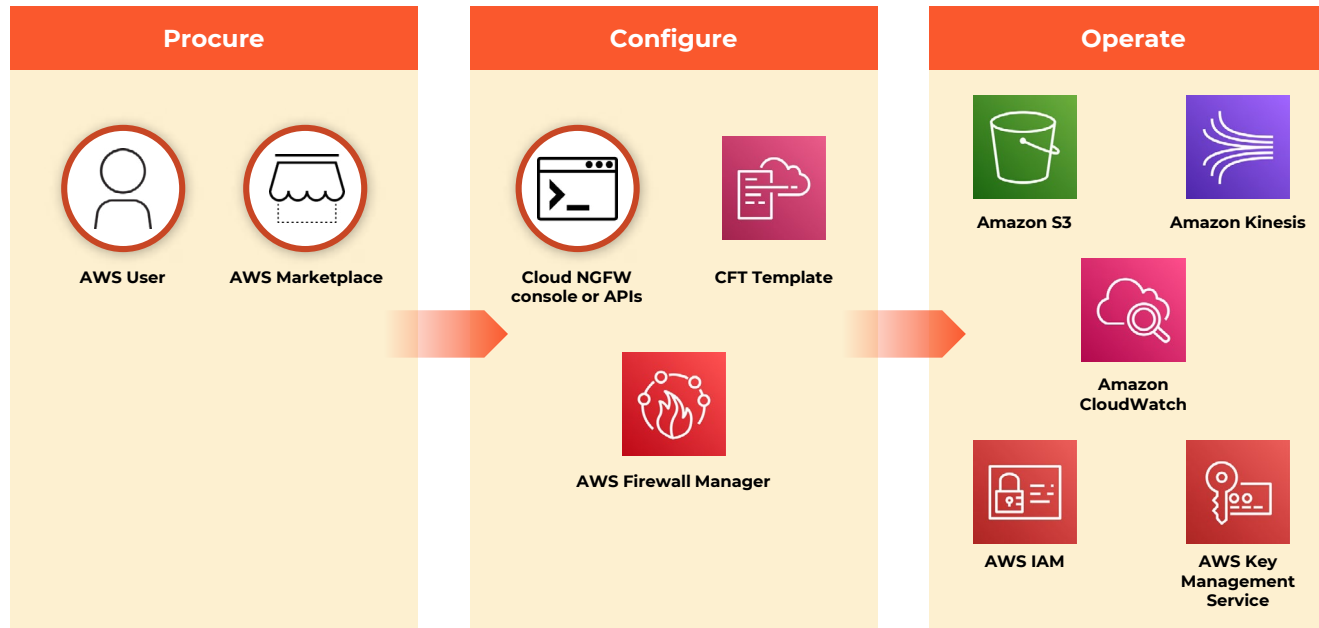 Procure
AWS User
AWS Marketplace
Configure
Cloud NGFW
console or APIs
CFT Template
AWS Firewall Manager
Operate
Amazon S3
Amazon Kinesis
Amazon
CloudWatch
AWS IAM
AWS Key
Management
Service